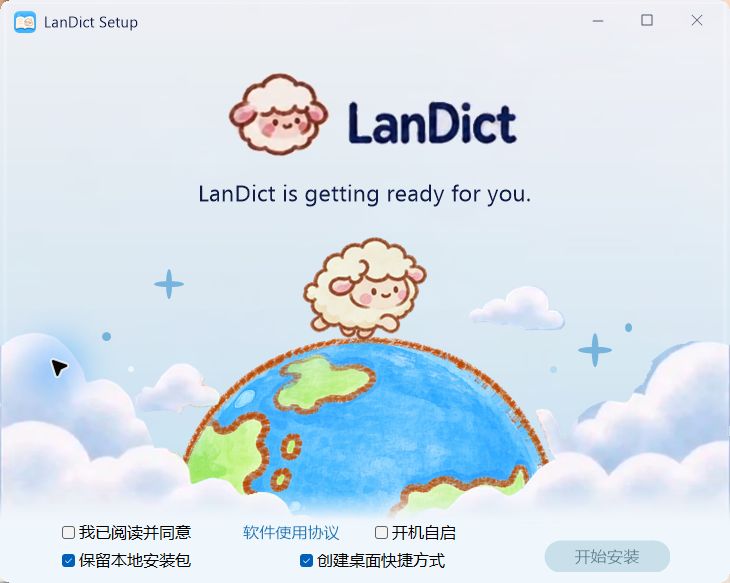 LanDict Setup
LanDict
LanDict is getting ready for you.
我已阅读并同意 软件使用协议 开机自启
保留本地安装包 创建桌面快捷方式
开始安装